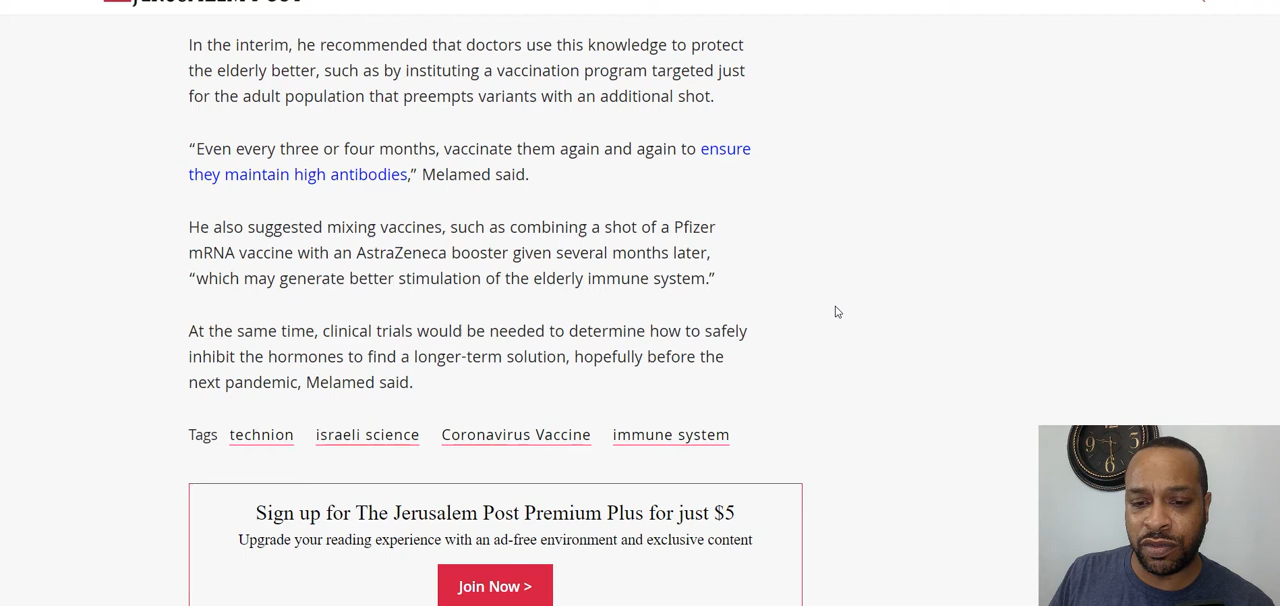 JERUSALEM POST
In the interim, he recommended that doctors use this knowledge to protect
the elderly better, such as by instituting a vaccination program targeted just
for the adult population that preempts variants with an additional shot.
“Even every three or four months, vaccinate them again and again to ensure
they maintain high antibodies,” Melamed said.
He also suggested mixing vaccines, such as combining a shot of a Pfizer
mRNA vaccine with an AstraZeneca booster given several months later,
“which may generate better stimulation of the elderly immune system.”
At the same time, clinical trials would be needed to determine how to safely
inhibit the hormones to find a longer-term solution, hopefully before the
next pandemic, Melamed said.
Tags technion israeli science Coronavirus Vaccine immune system
Sign up for The Jerusalem Post Premium Plus for just $5
Upgrade your reading experience with an ad-free environment and exclusive content
Join Now >
9 3
6